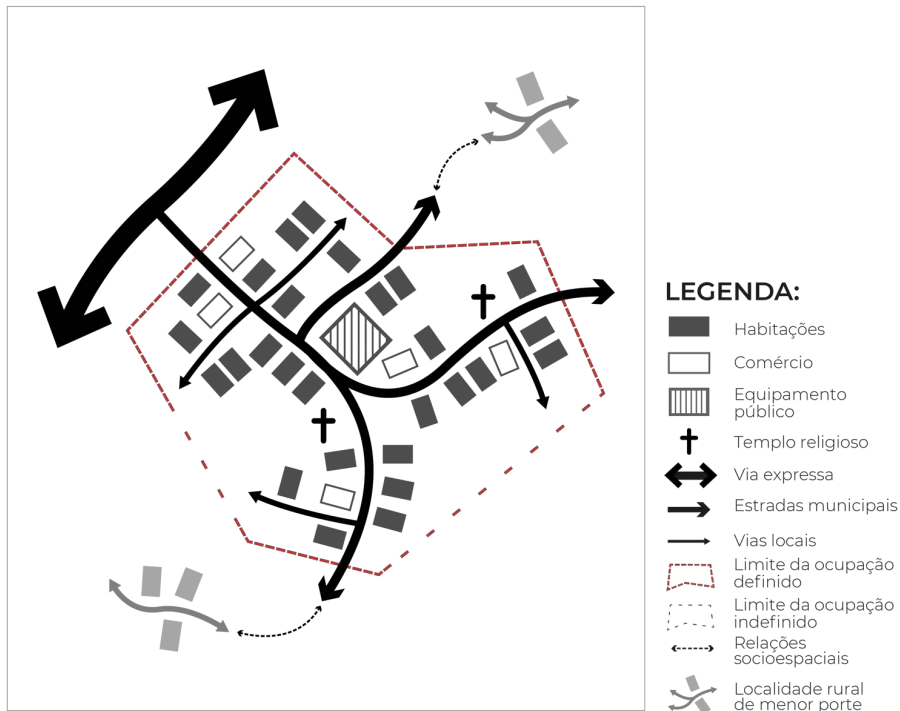 LEGENDA:
Habitações
Comércio
Equipamento
público
Templo religioso
Via expressa
Estradas municipais
Vias locais
Limite da ocupação
definido
Limite da ocupação
indefinido
Relações
socioespaciais
Localidade rural
de menor porte